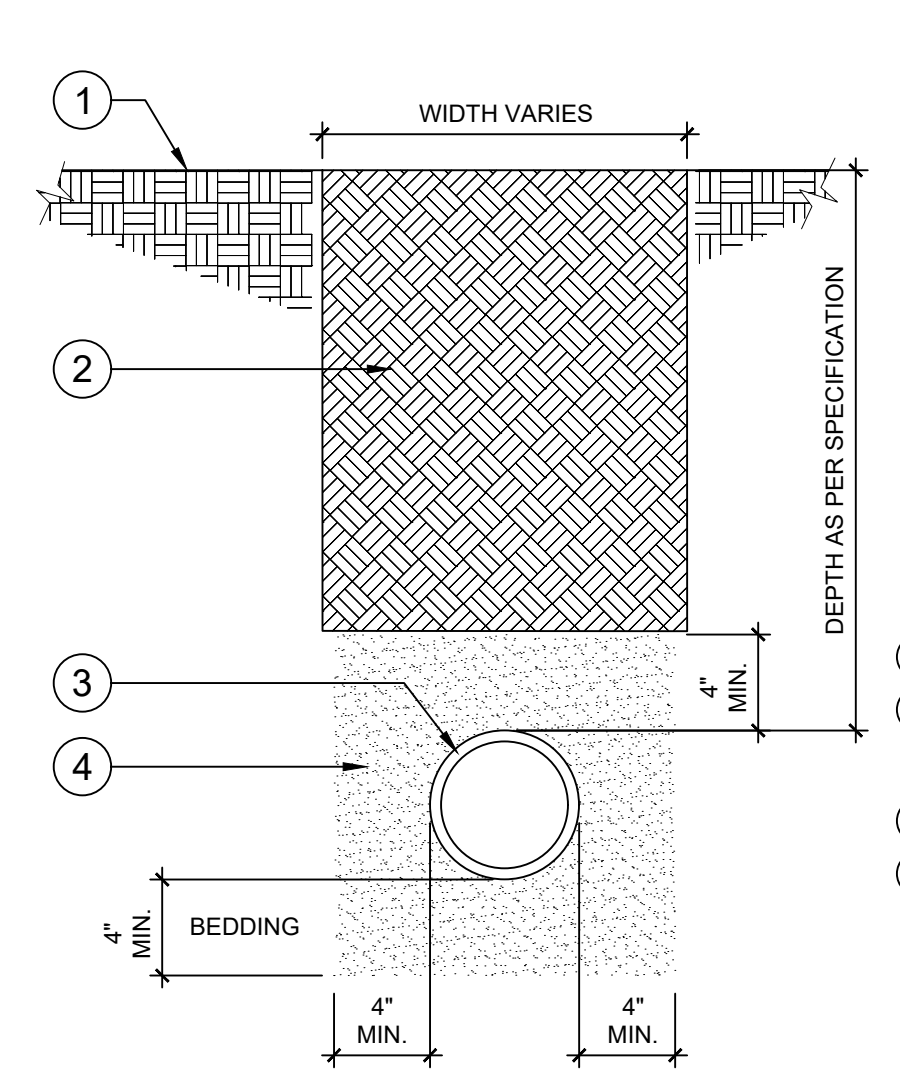 WIDTH VARIES
1
2
DEPTH AS PER SPECIFICATION
4"
MIN.
3
4
4"
MIN.
BEDDING
4"
MIN.
4"
MIN.